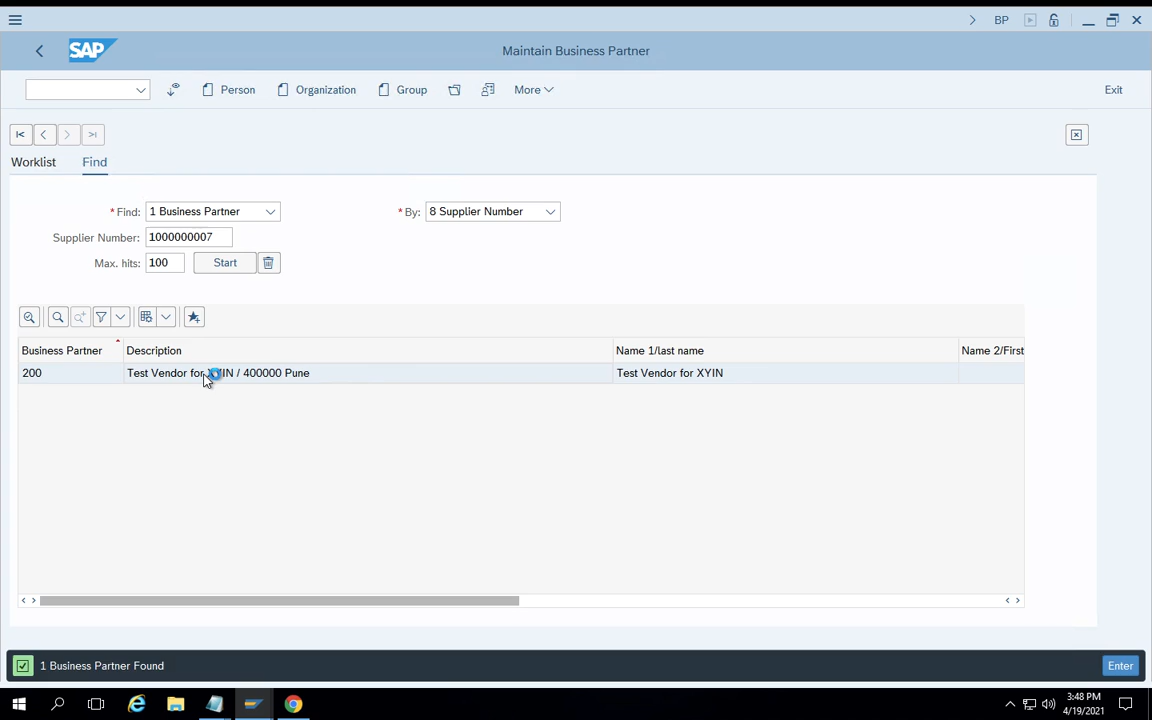 BP
SAP
Maintain Business Partner
Person
Organization
Group
More
Exit
Worklist
Find
* Find: 1 Business Partner
* By: 8 Supplier Number
Supplier Number: 1000000007
Max. hits: 100
Start
Business Partner
Description
Name 1/last name
Name 2/First
200
Test Vendor for XYIN / 400000 Pune
Test Vendor for XYIN
1 Business Partner Found
Enter
3:48 PM
4/19/2021